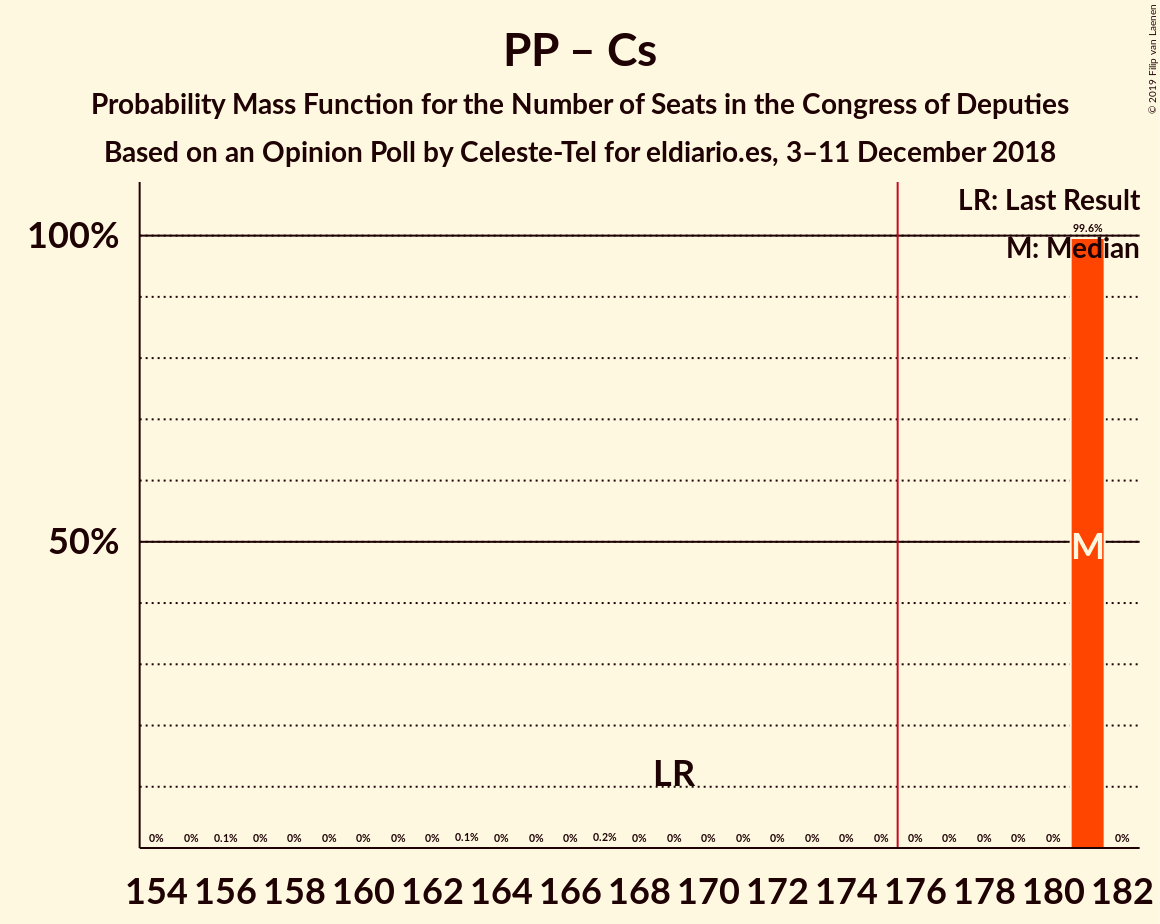 PP – Cs
Probability Mass Function for the Number of Seats in the Congress of Deputies
Based on an Opinion Poll by Celeste-Tel for eldiario.es, 3–11 December 2018
© 2019 Filip van Laenen
LR: Last Result
M: Median
100%
50%
99.6%
M
LR
0% 0% 0.1% 0% 0% 0% 0% 0% 0% 0.1% 0% 0% 0% 0.2% 0% 0% 0% 0% 0% 0% 0% 0% 0% 0% 0% 0% 0% 0%
154 156 158 160 162 164 166 168 170 172 174 176 178 180 182